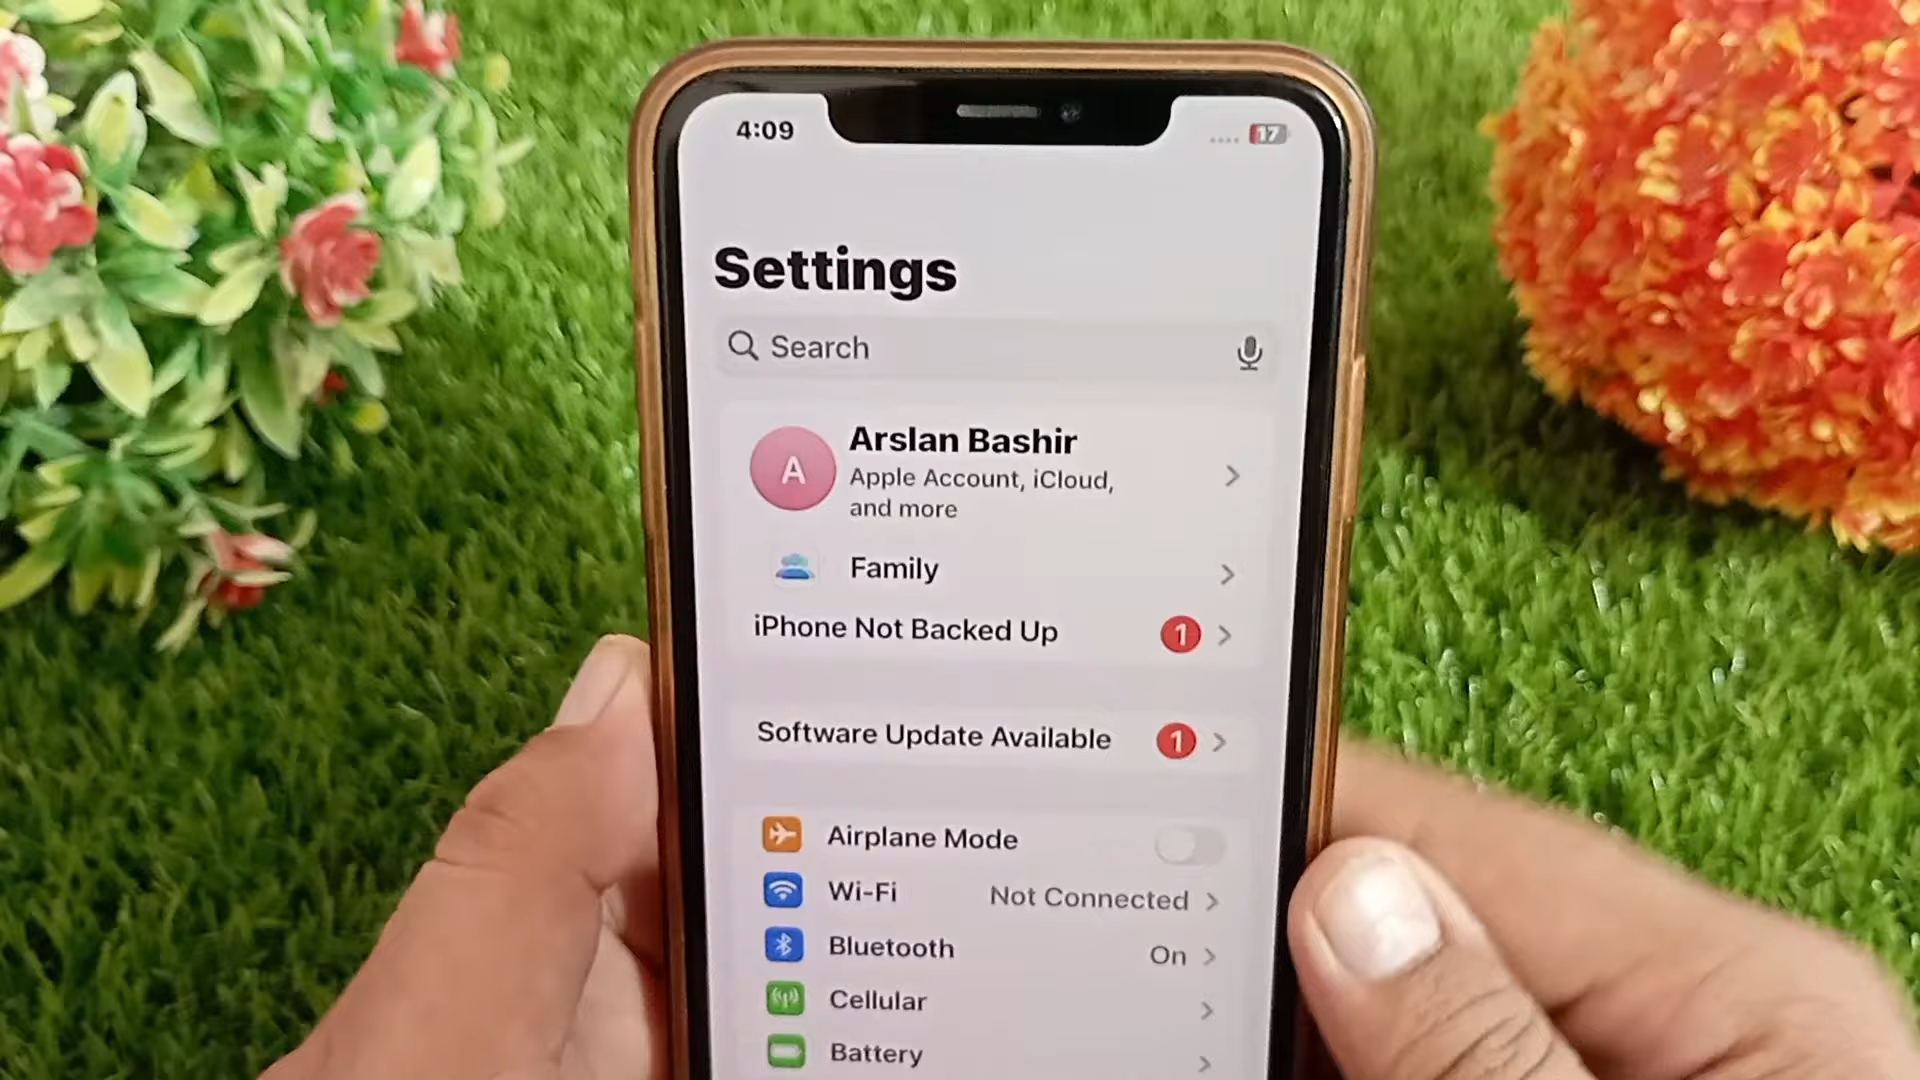 4:09
17
Settings
Search
A
Arslan Bashir
Apple Account, iCloud,
and more
Family
iPhone Not Backed Up 1
Software Update Available 1
Airplane Mode
Wi-Fi Not Connected
Bluetooth On
Cellular
Battery